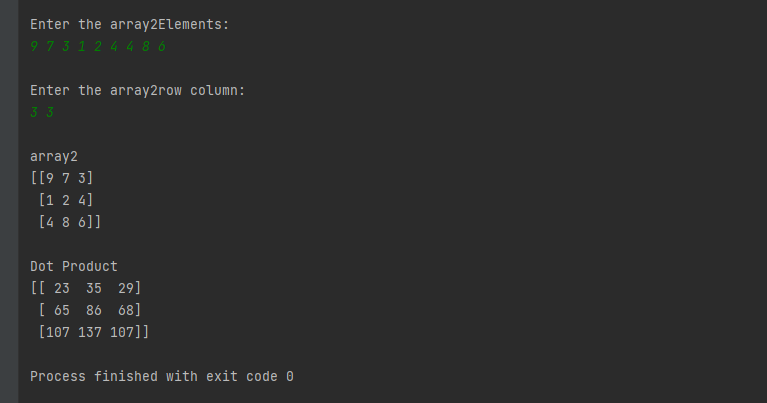 Enter the array2Elements:
9 7 3 1 2 4 4 8 6
Enter the array2row column:
3 3
array2
[[9 7 3]
 [1 2 4]
 [4 8 6]]
Dot Product
[[ 23  35  29]
 [ 65  86  68]
 [107 137 107]]
Process finished with exit code 0